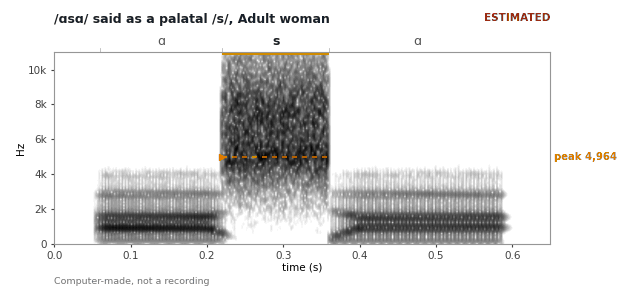 /ɑsɑ/ said as a palatal /s/, Adult woman
ESTIMATED
ɑ s ɑ
10k
8k
6k
4k
2k
0
Hz
peak 4,964
0.0 0.1 0.2 0.3 0.4 0.5 0.6
time (s)
Computer-made, not a recording